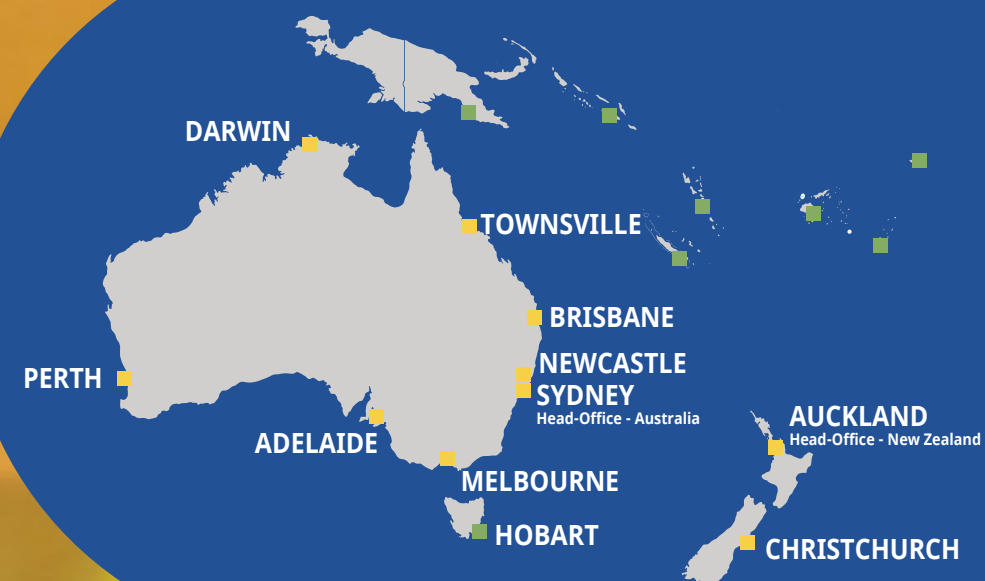 DARWIN
TOWNSVILLE
BRISBANE
NEWCASTLE
PERTH
SYDNEY
Head-Office - Australia
AUCKLAND
Head-Office - New Zealand
ADELAIDE
MELBOURNE
HOBART
CHRISTCHURCH